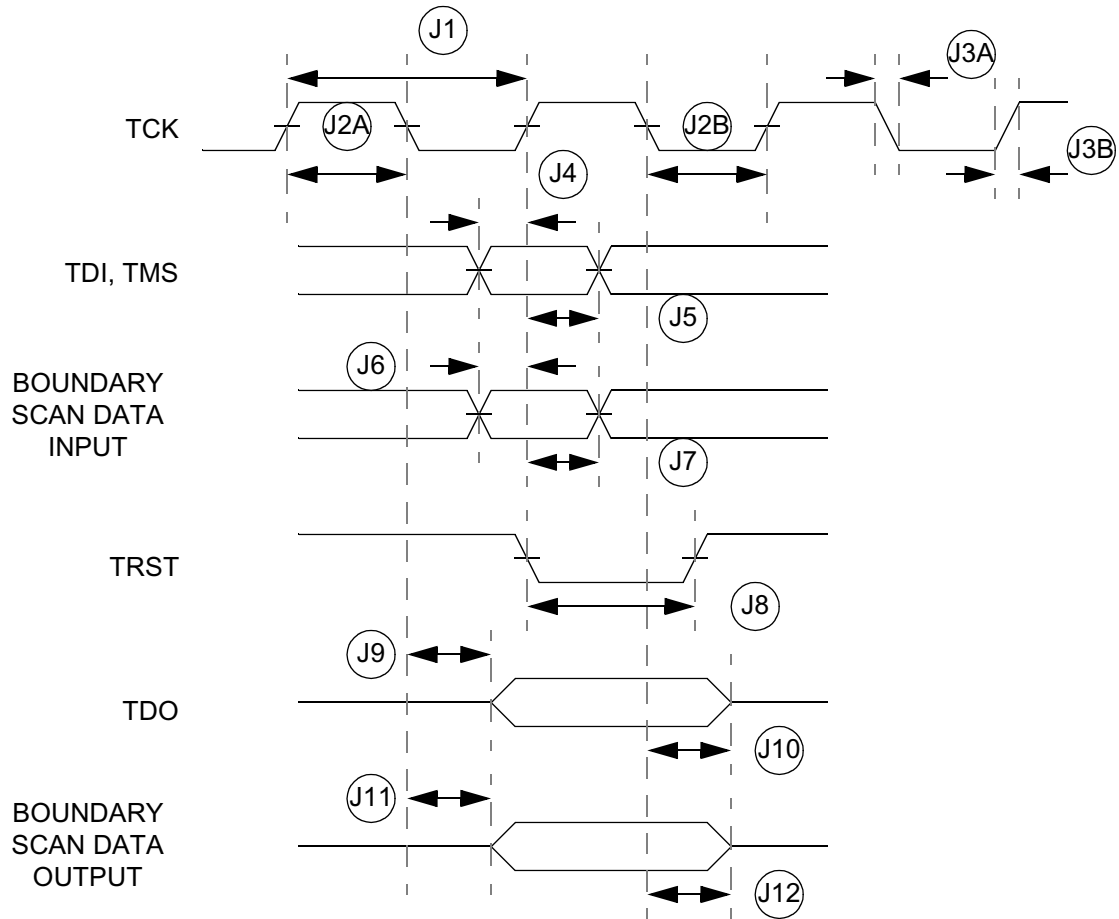 J1
J3A
TCK
J2A
J2B
J3B
J4
TDI, TMS
J5
J6
BOUNDARY
SCAN DATA
INPUT
J7
TRST
J8
J9
TDO
J10
J11
BOUNDARY
SCAN DATA
OUTPUT
J12